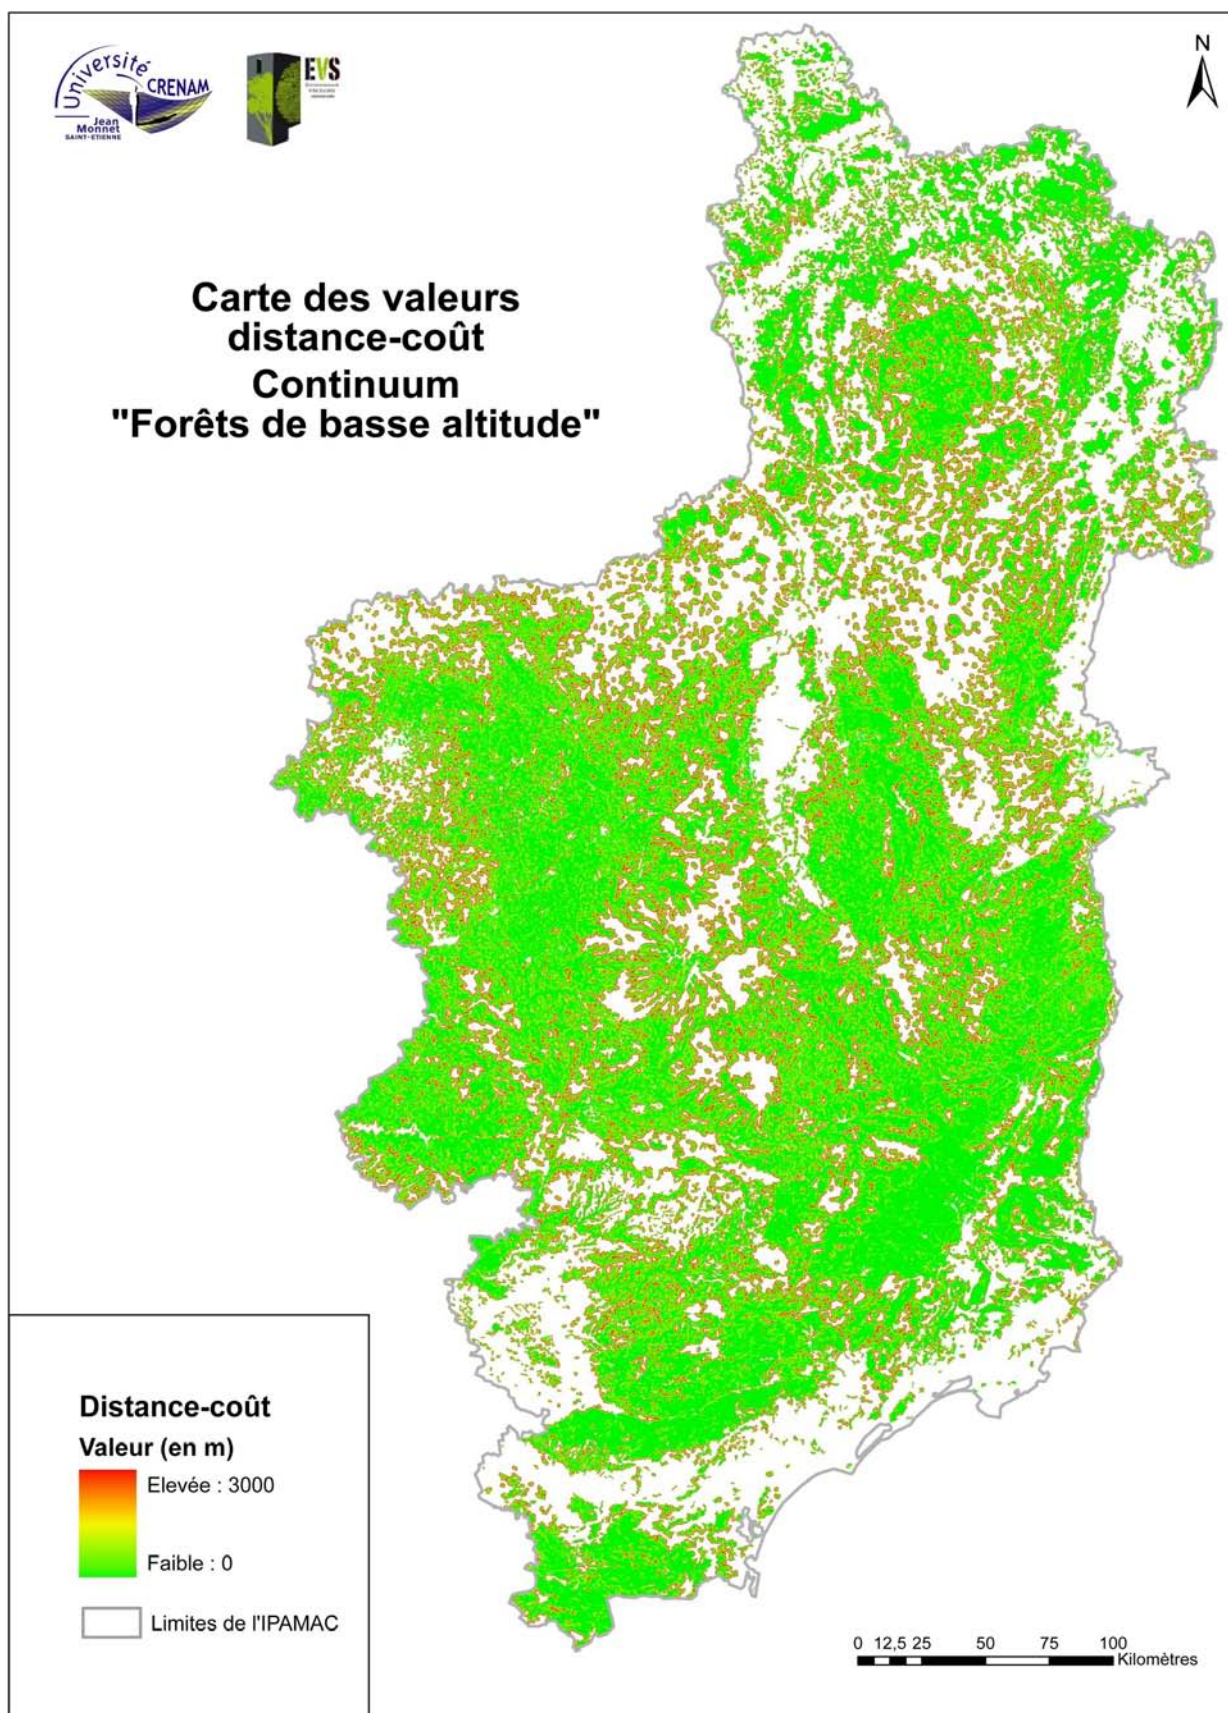 Université
CRENAM
Jean
Monnet
SAINT-ETIENNE
EVS
N
Carte des valeurs
distance-coût
Continuum
"Forêts de basse altitude"
Distance-coût
Valeur (en m)
Elevée : 3000
Faible : 0
Limites de l'IPAMAC
0 12,5 25 50 75 100
Kilomètres